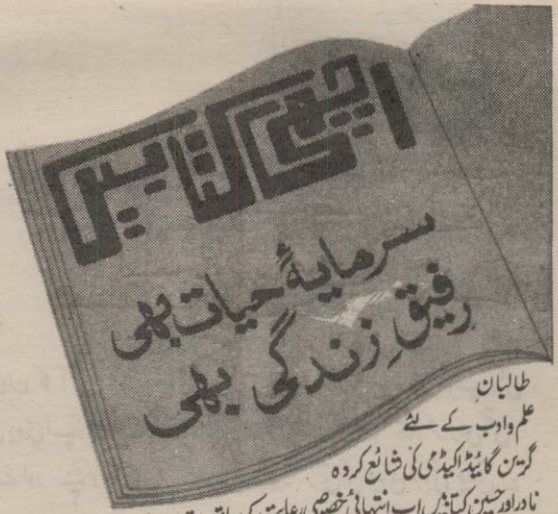 اچھی کتابیں
سرمایۂ حیات بھی
رفیقِ زندگی بھی
طالبان
علم وادب کے لئے
گرین گائیڈ اکیڈمی کی شائع کردہ
نادر اور حسین کتابیں اب انتہائی خصوصی رعایت کے ساتھ